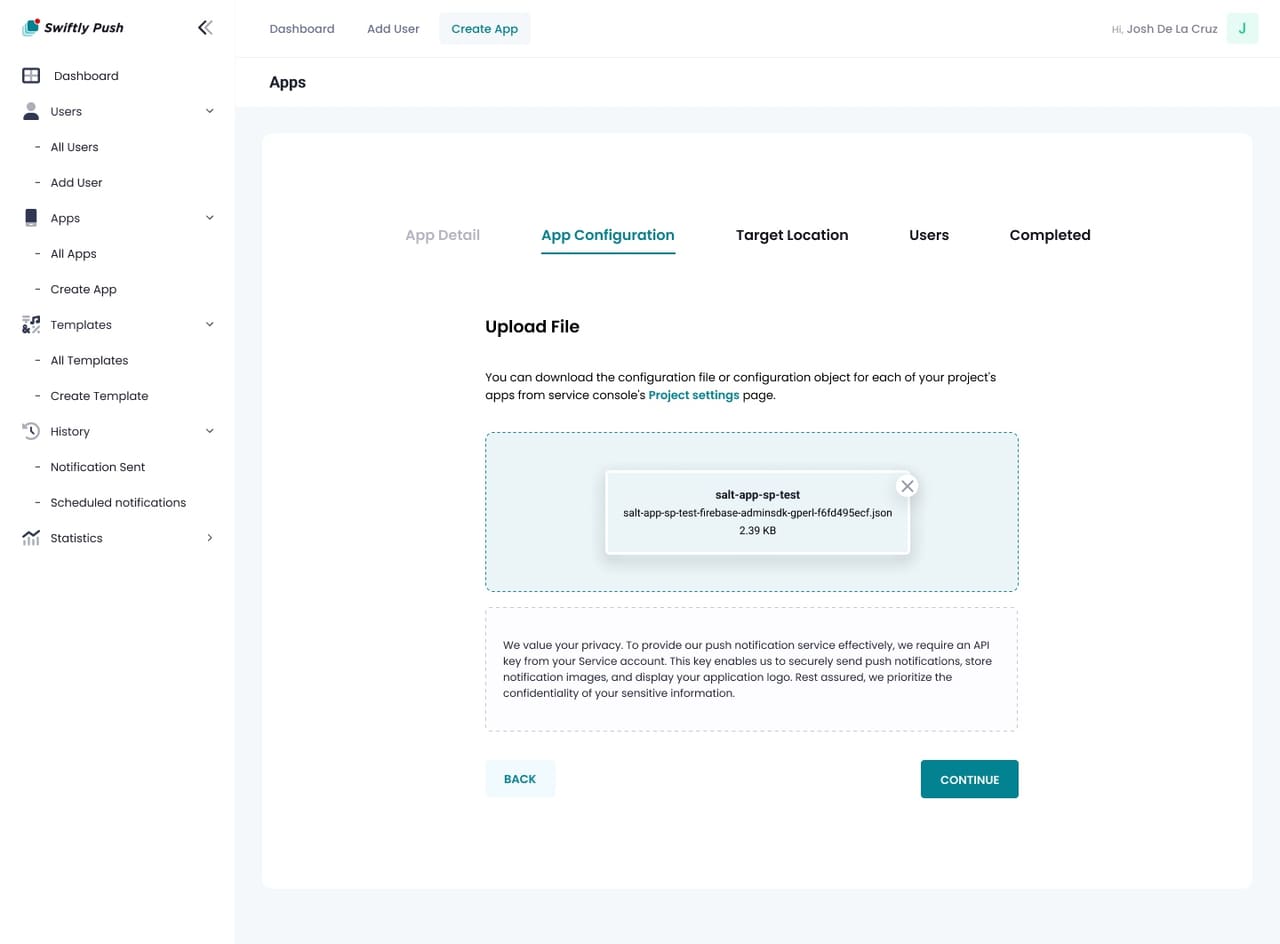 Swiftly Push
Dashboard
Add User
Create App
Hi, Josh De La Cruz
J
Dashboard
Users
- All Users
- Add User
Apps
- All Apps
- Create App
Templates
- All Templates
- Create Template
History
- Notification Sent
- Scheduled notifications
Statistics
Apps
App Detail
App Configuration
Target Location
Users
Completed
Upload File
You can download the configuration file or configuration object for each of your project's
apps from service console's Project settings page.
salt-app-sp-test
salt-app-sp-test-firebase-adminsdk-gperl-f6fd495ecf.json
2.39 KB
We value your privacy. To provide our push notification service effectively, we require an API
key from your Service account. This key enables us to securely send push notifications, store
notification images, and display your application logo. Rest assured, we prioritize the
confidentiality of your sensitive information.
BACK
CONTINUE